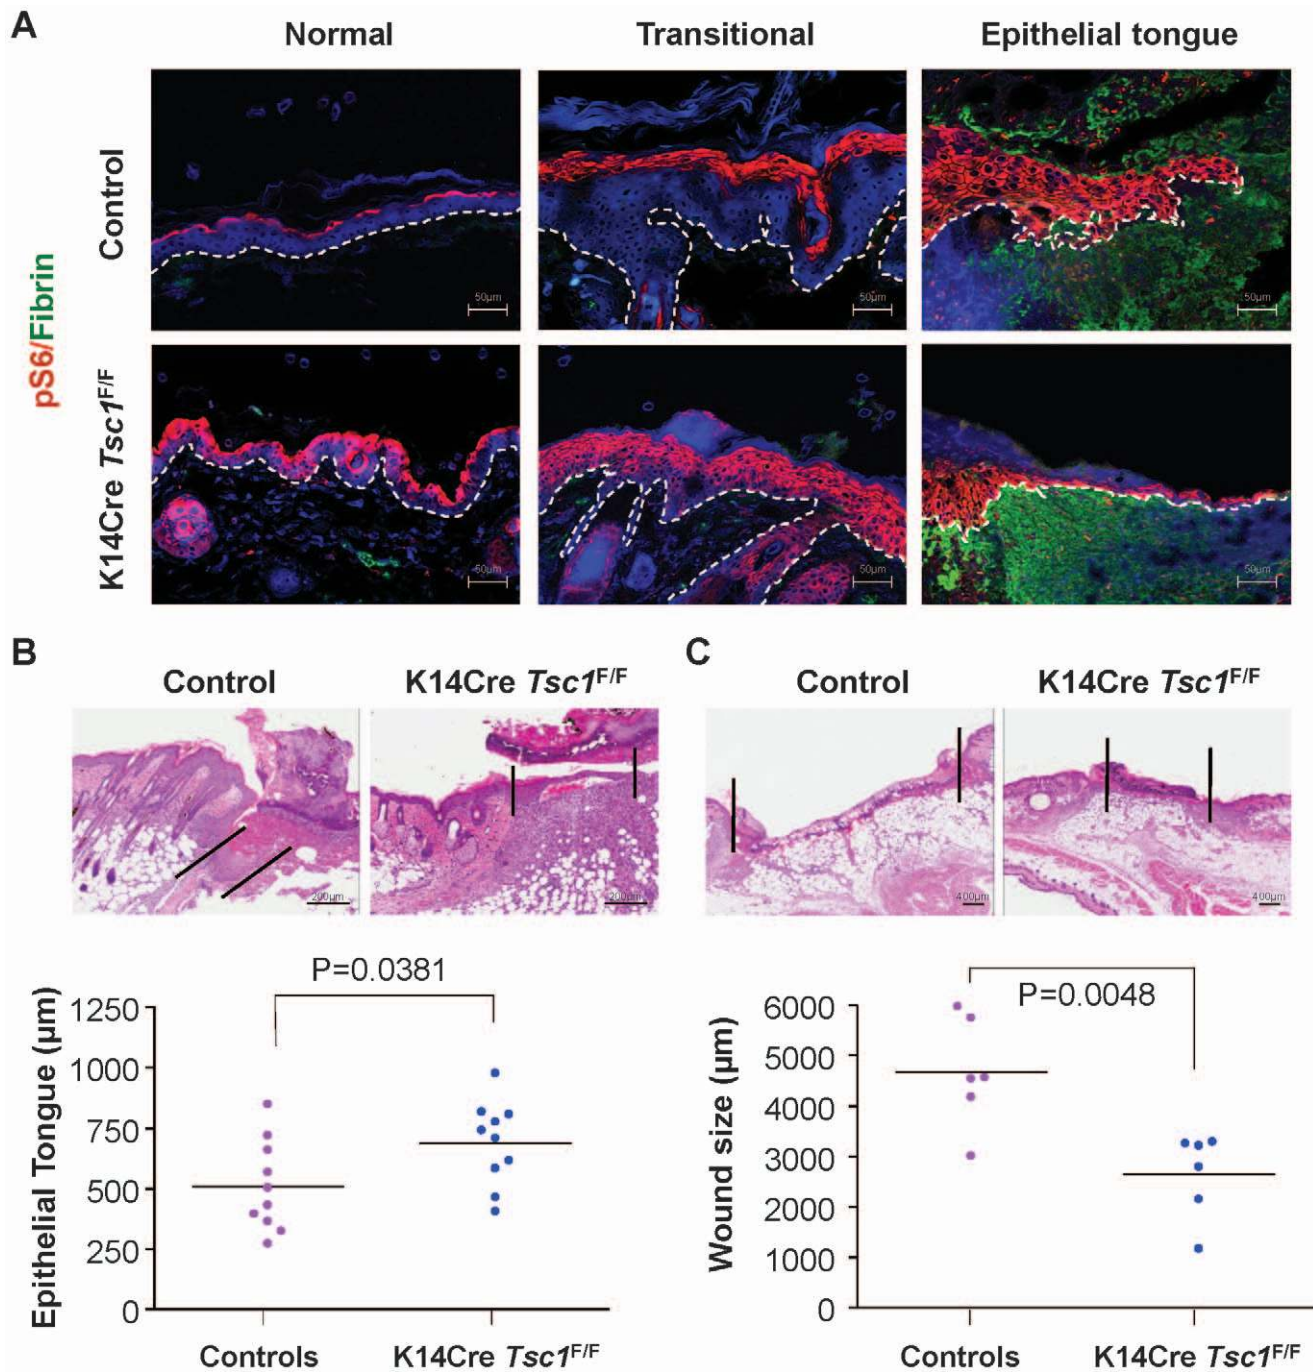 A
Normal
Transitional
Epithelial tongue
pS6/Fibrin
Control
50µm
50µm
50µm
K14Cre Tsc1F/F
50µm
50µm
50µm
B
Control
K14Cre Tsc1F/F
200µm
200µm
P=0.0381
Epithelial Tongue (µm)
1250
1000
750
500
250
0
Controls
K14Cre Tsc1F/F
C
Control
K14Cre Tsc1F/F
400µm
400µm
P=0.0048
Wound size (µm)
6000
5000
4000
3000
2000
1000
0
Controls
K14Cre Tsc1F/F